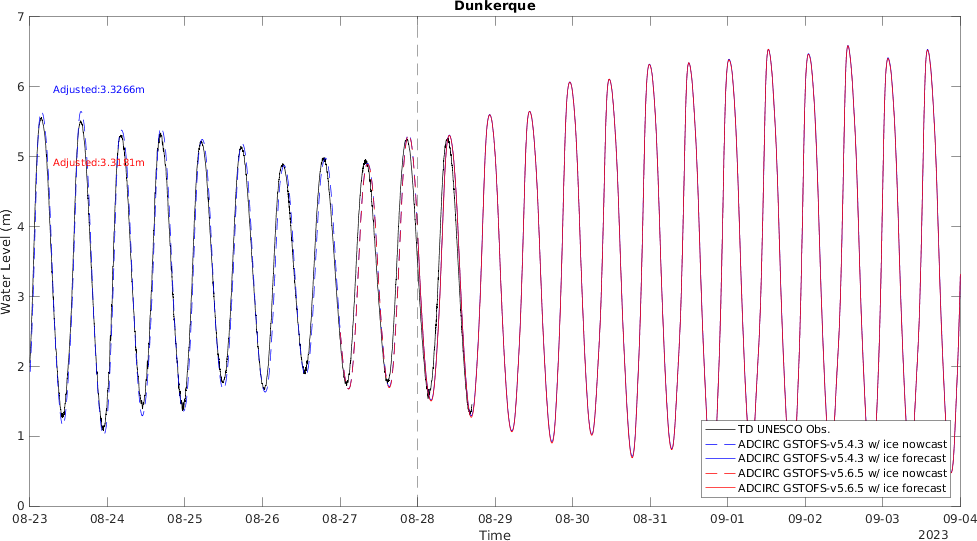 Dunkerque
7
6
5
4
3
2
1
0
Water Level (m)
Adjusted:3.3266m
Adjusted:3.3181m
TD UNESCO Obs.
ADCIRC GSTOFS-v5.4.3 w/ ice nowcast
ADCIRC GSTOFS-v5.4.3 w/ ice forecast
ADCIRC GSTOFS-v5.6.5 w/ ice nowcast
ADCIRC GSTOFS-v5.6.5 w/ ice forecast
08-23 08-24 08-25 08-26 08-27 08-28 08-29 08-30 08-31 09-01 09-02 09-03 09-04
Time
2023